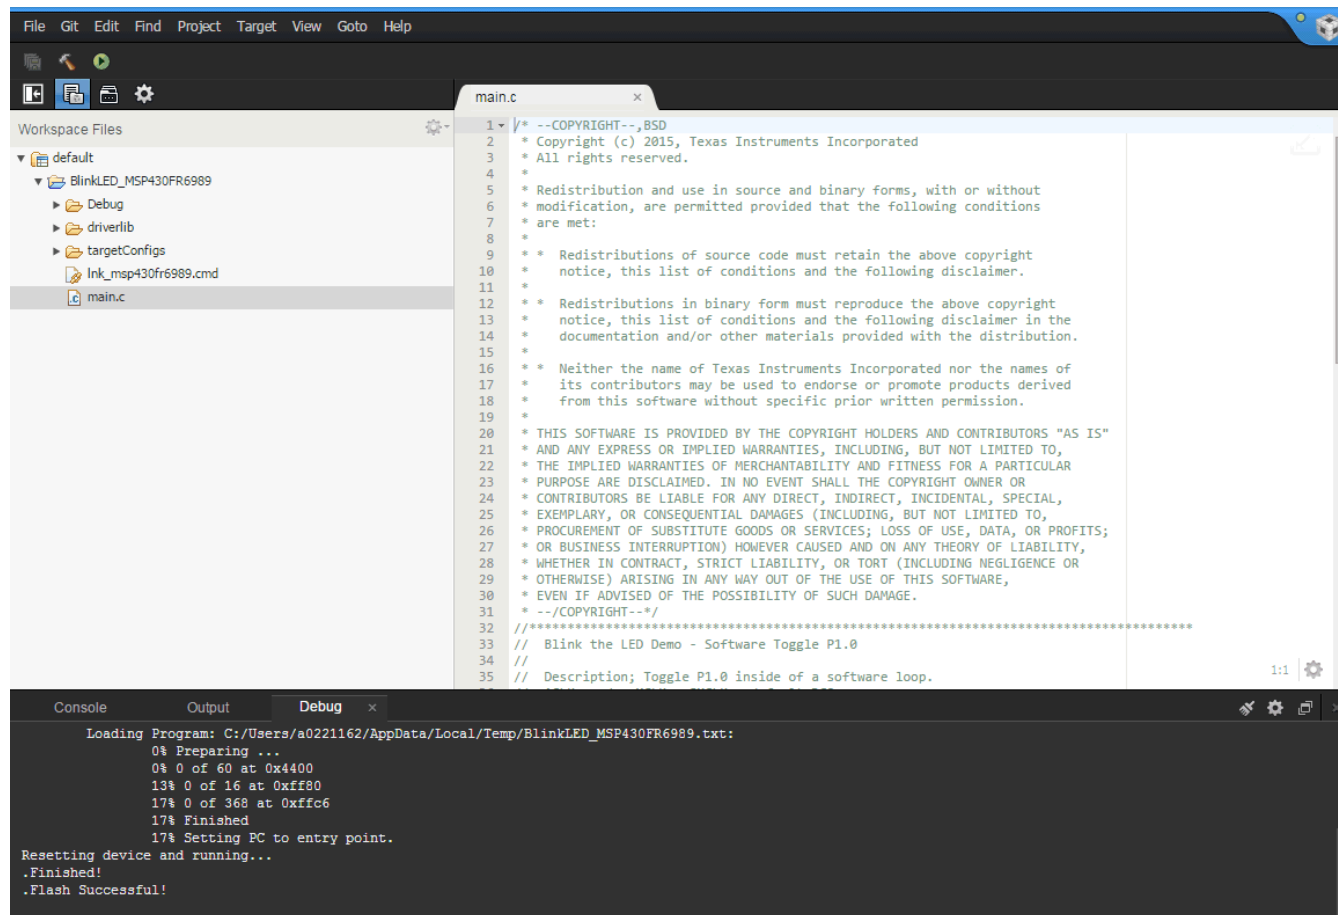 File Git Edit Find Project Target View Goto Help
main.c
Workspace Files
default
BlinkLED_MSP430FR6989
Debug
driverlib
targetConfigs
lnk_msp430fr6989.cmd
main.c
1 /* --COPYRIGHT--,BSD
2 * Copyright (c) 2015, Texas Instruments Incorporated
3 * All rights reserved.
4 *
5 * Redistribution and use in source and binary forms, with or without
6 * modification, are permitted provided that the following conditions
7 * are met:
8 *
9 * * Redistributions of source code must retain the above copyright
10 * notice, this list of conditions and the following disclaimer.
11 *
12 * * Redistributions in binary form must reproduce the above copyright
13 * notice, this list of conditions and the following disclaimer in the
14 * documentation and/or other materials provided with the distribution.
15 *
16 * * Neither the name of Texas Instruments Incorporated nor the names of
17 * its contributors may be used to endorse or promote products derived
18 * from this software without specific prior written permission.
19 *
20 * THIS SOFTWARE IS PROVIDED BY THE COPYRIGHT HOLDERS AND CONTRIBUTORS "AS IS"
21 * AND ANY EXPRESS OR IMPLIED WARRANTIES, INCLUDING, BUT NOT LIMITED TO,
22 * THE IMPLIED WARRANTIES OF MERCHANTABILITY AND FITNESS FOR A PARTICULAR
23 * PURPOSE ARE DISCLAIMED. IN NO EVENT SHALL THE COPYRIGHT OWNER OR
24 * CONTRIBUTORS BE LIABLE FOR ANY DIRECT, INDIRECT, INCIDENTAL, SPECIAL,
25 * EXEMPLARY, OR CONSEQUENTIAL DAMAGES (INCLUDING, BUT NOT LIMITED TO,
26 * PROCUREMENT OF SUBSTITUTE GOODS OR SERVICES; LOSS OF USE, DATA, OR PROFITS;
27 * OR BUSINESS INTERRUPTION) HOWEVER CAUSED AND ON ANY THEORY OF LIABILITY,
28 * WHETHER IN CONTRACT, STRICT LIABILITY, OR TORT (INCLUDING NEGLIGENCE OR
29 * OTHERWISE) ARISING IN ANY WAY OUT OF THE USE OF THIS SOFTWARE,
30 * EVEN IF ADVISED OF THE POSSIBILITY OF SUCH DAMAGE.
31 * --/COPYRIGHT--*/
32 //******************************************************************************
33 // Blink the LED Demo - Software Toggle P1.0
34 //
35 // Description; Toggle P1.0 inside of a software loop.
1:1
Console Output Debug
Loading Program: C:/Users/a0221162/AppData/Local/Temp/BlinkLED_MSP430FR6989.txt:
0% Preparing ...
0% 0 of 60 at 0x4400
13% 0 of 16 at 0xff80
17% 0 of 368 at 0xffc6
17% Finished
17% Setting PC to entry point.
Resetting device and running...
.Finished!
.Flash Successful!